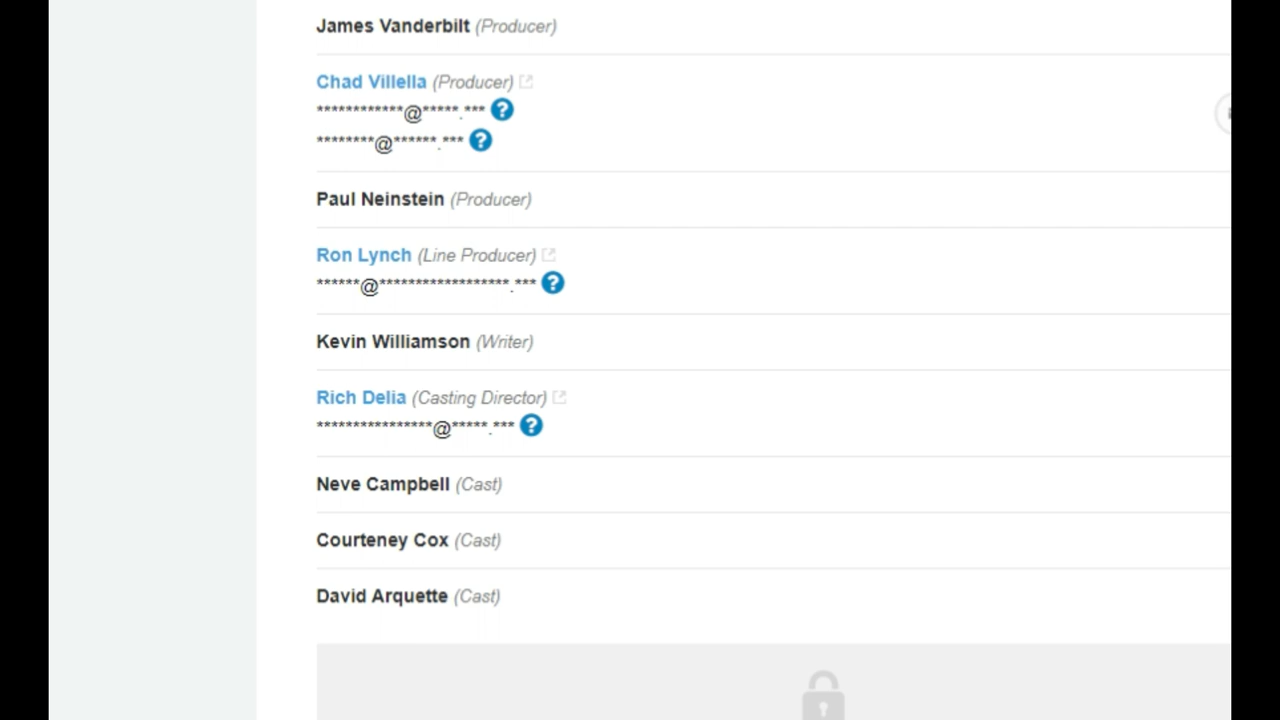 James Vanderbilt (Producer)
Chad Villella (Producer)
************@*****.***
********@******.***
Paul Neinstein (Producer)
Ron Lynch (Line Producer)
******@******************.***
Kevin Williamson (Writer)
Rich Delia (Casting Director)
****************@*****.***
Neve Campbell (Cast)
Courteney Cox (Cast)
David Arquette (Cast)